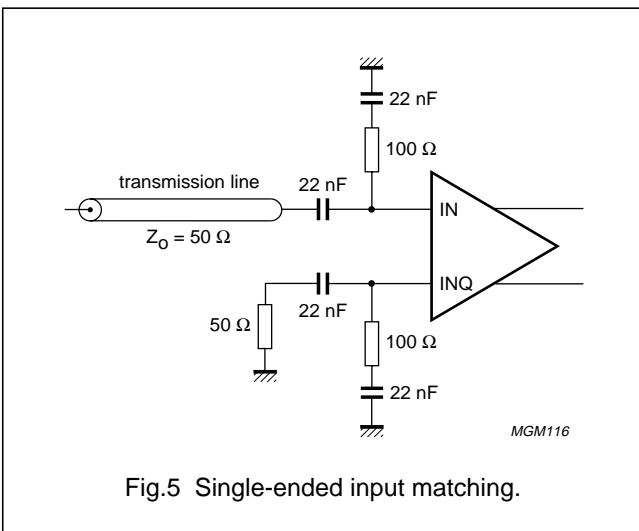 22 nF
100 Ω
transmission line
22 nF
Zo = 50 Ω
IN
INQ
22 nF
50 Ω
100 Ω
22 nF
MGM116
Fig.5 Single-ended input matching.